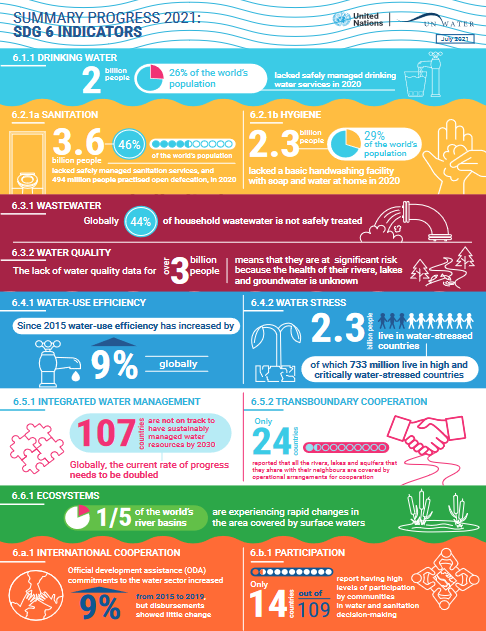 SUMMARY PROGRESS 2021:
SDG 6 INDICATORS
United
Nations
UN WATER
July 2021
6.1.1 DRINKING WATER
2 billion
people
26% of the world's
population
lacked safely managed drinking
water services in 2020
6.2.1a SANITATION
3.6
billion people
46%
of the world's population
lacked safely managed sanitation services, and
494 million people practised open defecation, in 2020
6.2.1b HYGIENE
2.3 billion
people
29%
of the world's
population
lacked a basic handwashing facility
with soap and water at home in 2020
6.3.1 WASTEWATER
Globally 44% of household wastewater is not safely treated
6.3.2 WATER QUALITY
The lack of water quality data for over 3 billion
people
means that they are at significant risk
because the health of their rivers, lakes
and groundwater is unknown
6.4.1 WATER-USE EFFICIENCY
Since 2015 water-use efficiency has increased by
9% globally
6.4.2 WATER STRESS
2.3 billion people
live in water-stressed
countries
of which 733 million live in high and
critically water-stressed countries
6.5.1 INTEGRATED WATER MANAGEMENT
107 countries
are not on track to
have sustainably
managed water
resources by 2030
Globally, the current rate of progress
needs to be doubled
6.5.2 TRANSBOUNDARY COOPERATION
Only
24 countries
reported that all the rivers, lakes and aquifers that
they share with their neighbours are covered by
operational arrangements for cooperation
6.6.1 ECOSYSTEMS
1/5 of the world's
river basins
are experiencing rapid changes in
the area covered by surface waters
6.a.1 INTERNATIONAL COOPERATION
Official development assistance (ODA)
commitments to the water sector increased
9% from 2015 to 2019,
but disbursements
showed little change
6.b.1 PARTICIPATION
Only
14 countries
out of
109
report having high
levels of participation
by communities
in water and sanitation
decision-making